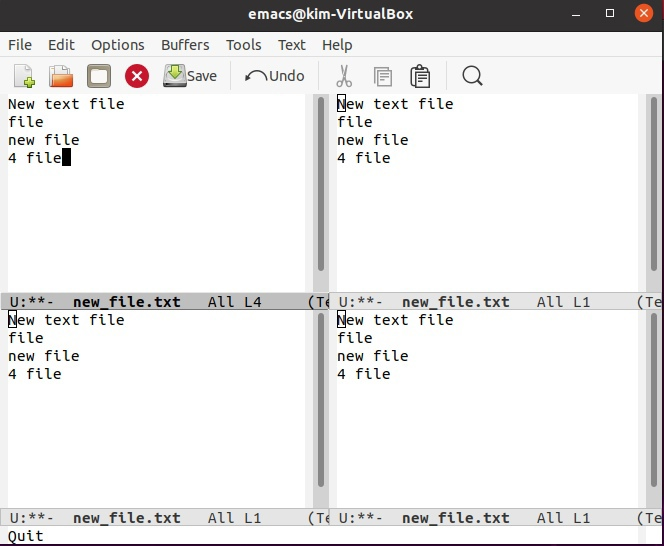 emacs@kim-VirtualBox
File Edit Options Buffers Tools Text Help
Save Undo
New text file
file
new file
4 file
U:**- new_file.txt All L4 (Te
New text file
file
new file
4 file
U:**- new_file.txt All L1 (Te
New text file
file
new file
4 file
U:**- new_file.txt All L1 (Te
New text file
file
new file
4 file
U:**- new_file.txt All L1 (Te
Quit